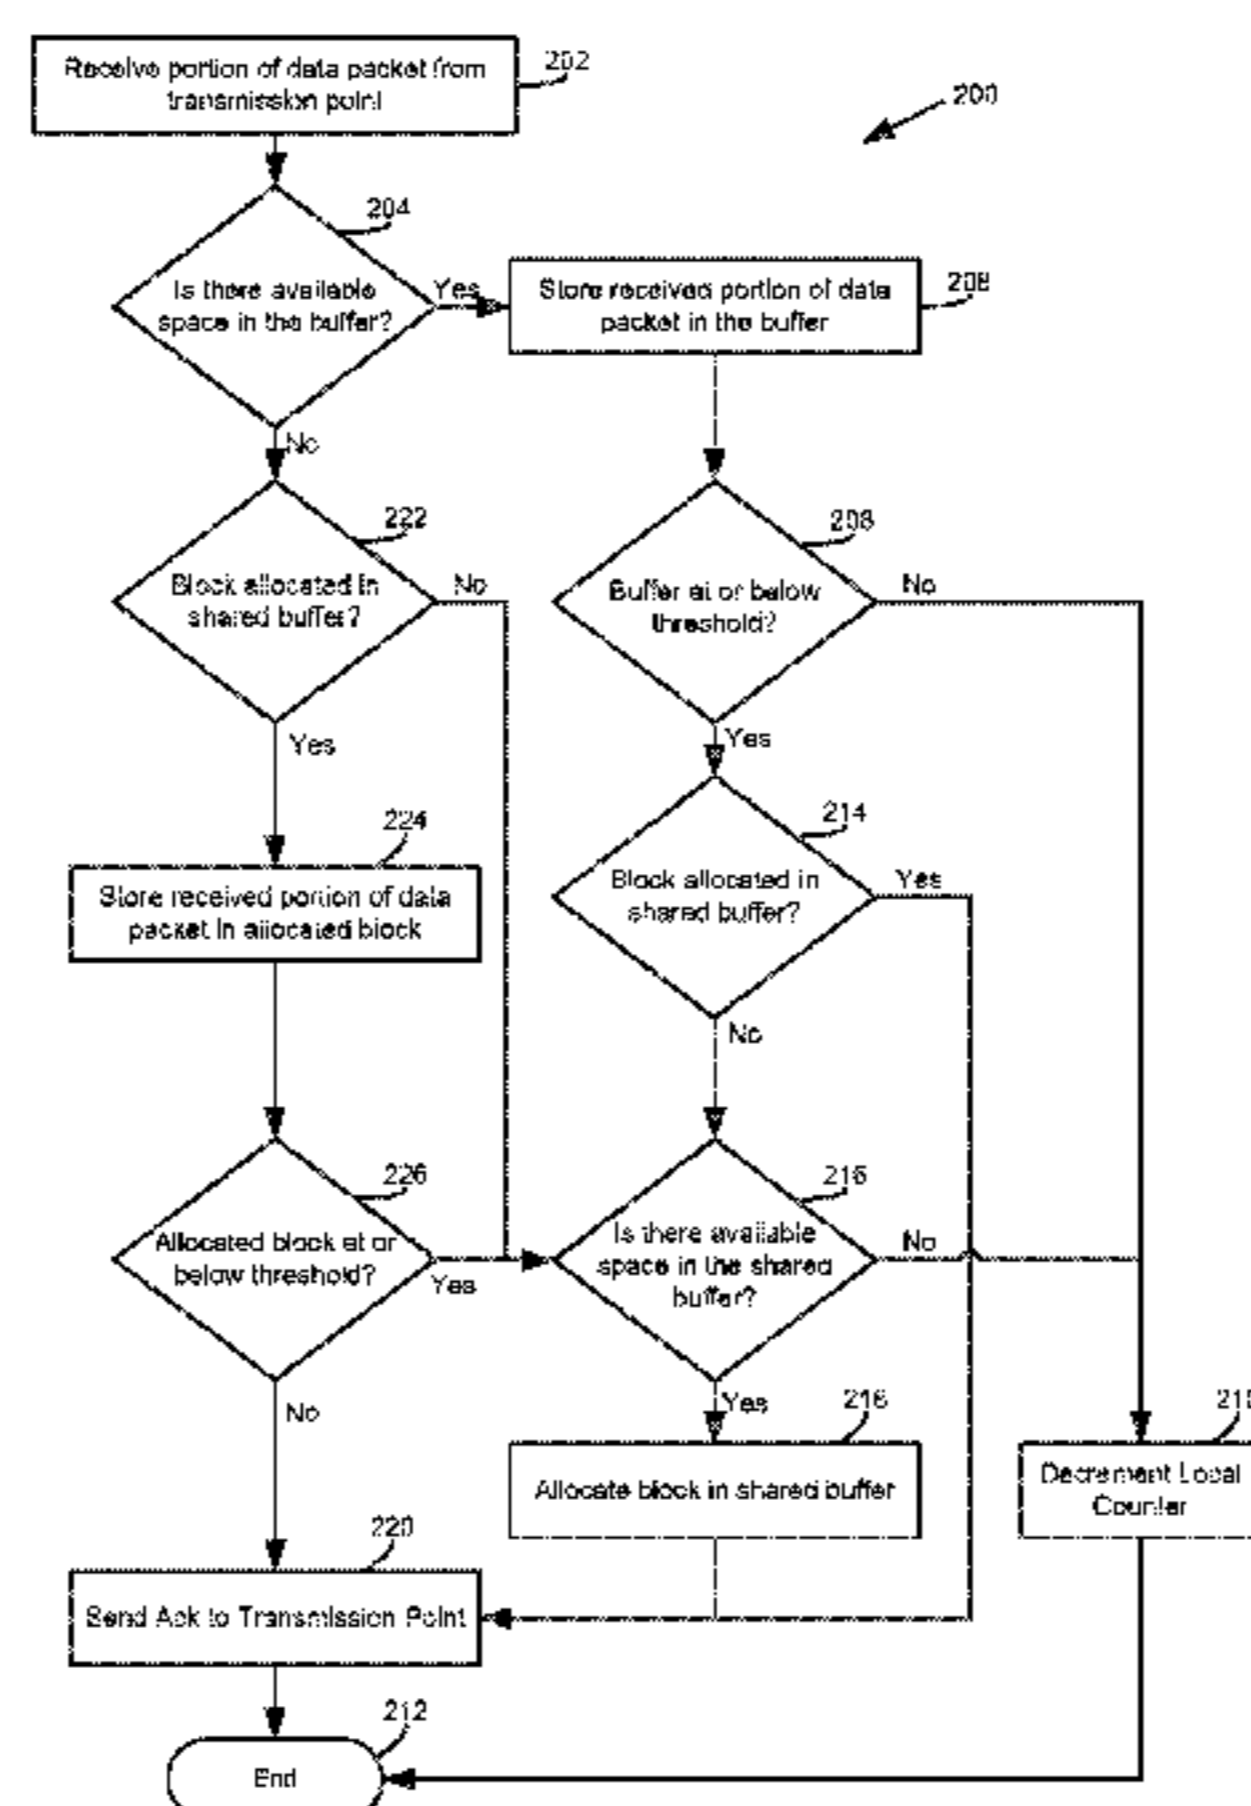 Receive portion of data packet from
transmission point
202
200
204
Is there available
space in the buffer?
Yes
Store received portion of data
packet in the buffer
No
222
Block allocated in
shared buffer?
No
208
Buffer at or below
threshold?
No
Yes
Yes
224
Store received portion of data
packet in allocated block
214
Block allocated in
shared buffer?
Yes
No
226
Allocated block at or
below threshold?
Yes
Is there available
space in the shared
buffer?
No
No
Yes
Allocate block in shared buffer
Decrement Local
Counter
220
Send Ack to Transmission Point
212
End